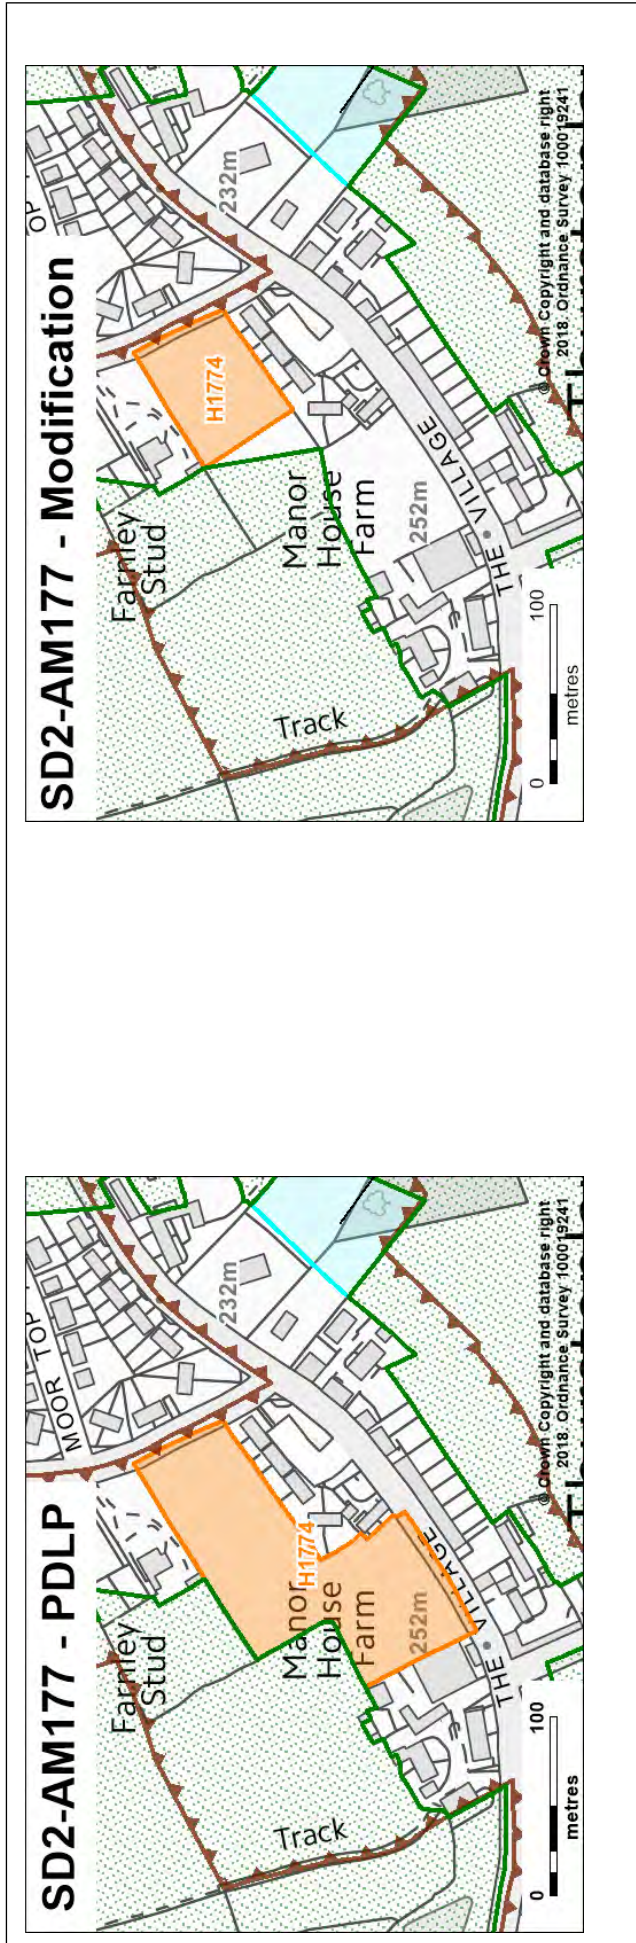 SD2-AM177 - PDLP
MOOR TOP
Farnley
Stud
232m
H1774
Manor
House
Farm
252m
THE VILLAGE
Track
0 100
metres
© Crown Copyright and database right
2018. Ordnance Survey 100019241
SD2-AM177 - Modification
OP
Farnley
Stud
232m
H1774
Manor
House
Farm
252m
THE VILLAGE
Track
0 100
metres
© Crown Copyright and database right
2018. Ordnance Survey 100019241